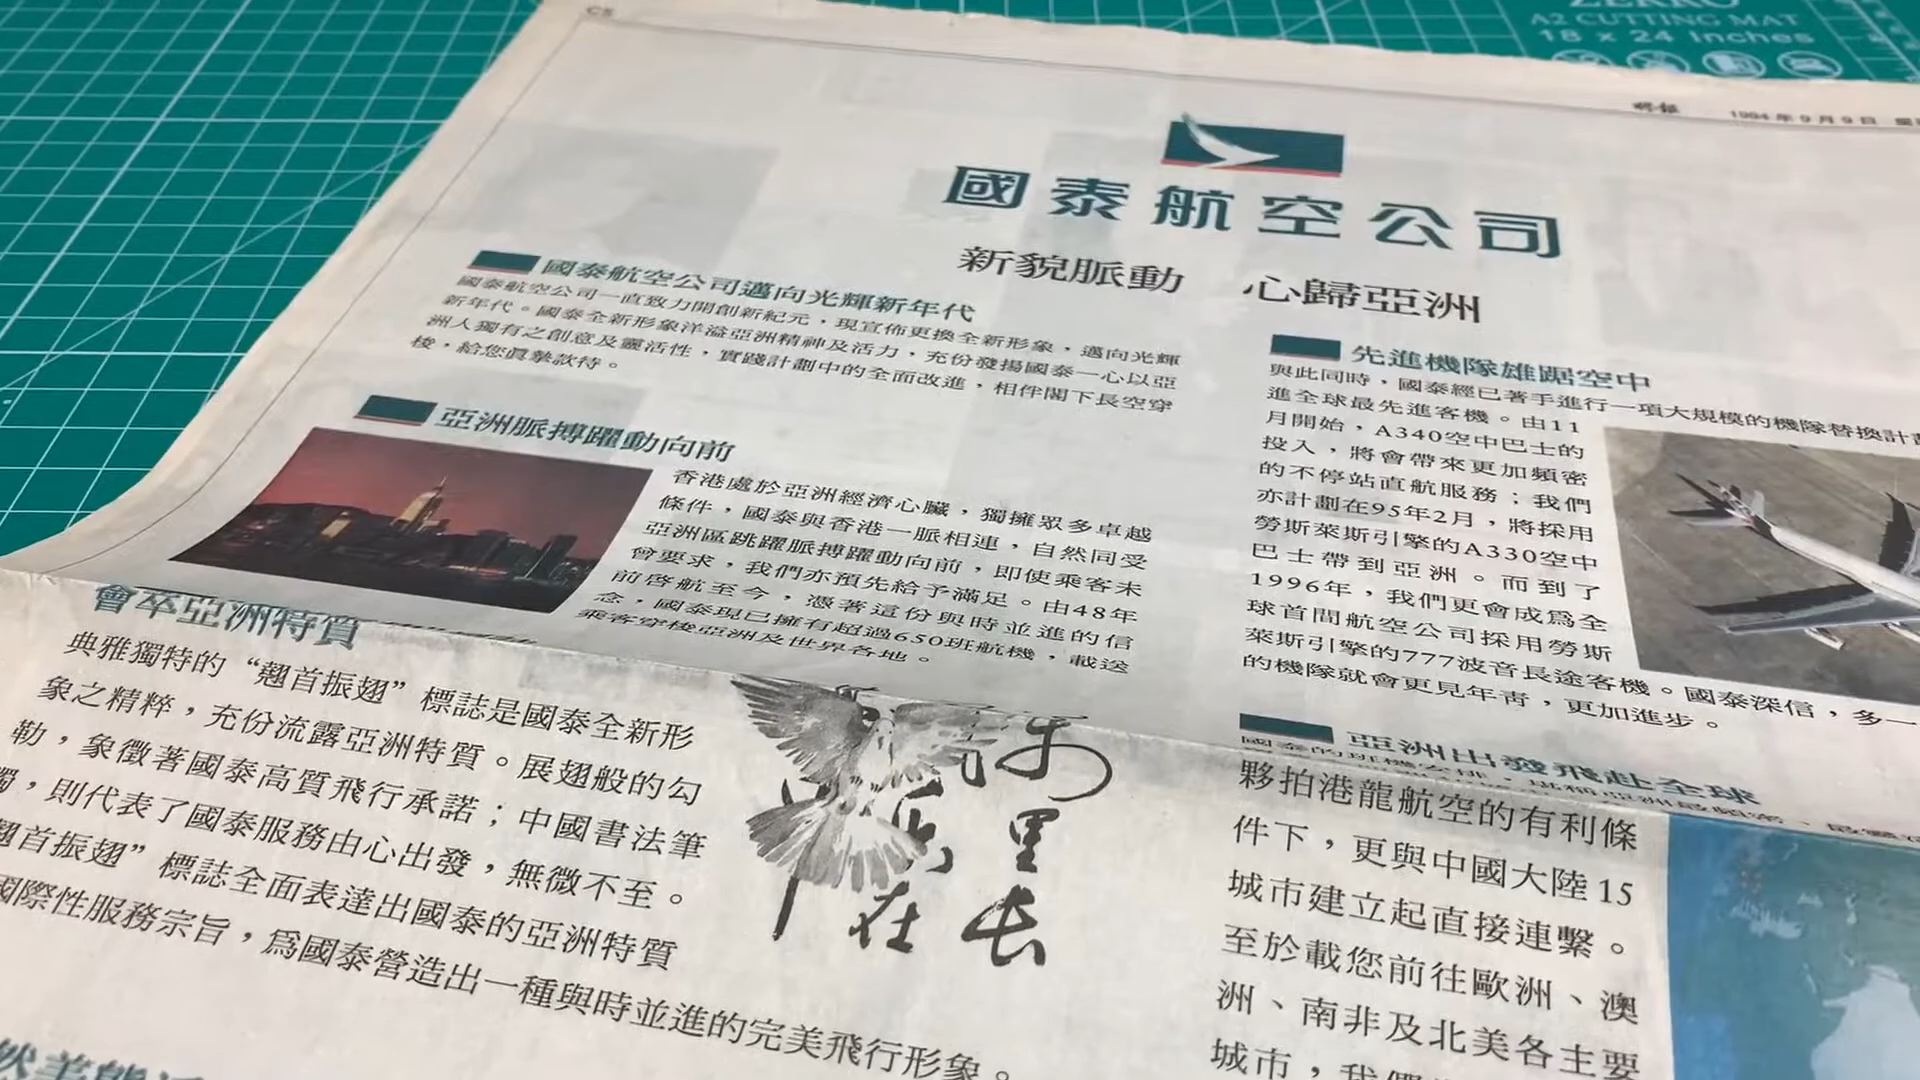 C5
ZERRO
A2 CUTTING MAT
18 x 24 Inches
明報 1994年9月9日
國泰航空公司
新貌脈動 心歸亞洲
國泰航空公司邁向光輝新年代
國泰航空公司一直致力開創新紀元，現宣佈更換全新形象，邁向光輝
新年代。國泰全新形象洋溢亞洲精神及活力，充份發揚國泰一心以亞
洲人獨有之創意及靈活性，實踐計劃中的全面改進，相伴閣下長空穿
梭，給您眞摯款待。
亞洲脈搏躍動向前
香港處於亞洲經濟心臟，獨擁眾多卓越
條件，國泰與香港一脈相連，自然同受
亞洲區跳躍脈搏躍動向前，即使乘客未
曾要求，我們亦預先給予滿足。由48年
前啓航至今，憑著這份與時並進的信
念，國泰現已擁有超過650班航機，載送
乘客穿梭亞洲及世界各地。
會萃亞洲特質
典雅獨特的“翹首振翅”標誌是國泰全新形
象之精粹，充份流露亞洲特質。展翅般的勾
勒，象徵著國泰高質飛行承諾；中國書法筆
觸，則代表了國泰服務由心出發，無微不至。
翹首振翅”標誌全面表達出國泰的亞洲特質
國際性服務宗旨，爲國泰營造出一種與時並進的完美飛行形象。
里
在
長
先進機隊雄踞空中
與此同時，國泰經已著手進行一項大規模的機隊替換計
進全球最先進客機。由11
月開始，A340空中巴士的
投入，將會帶來更加頻密
的不停站直航服務；我們
亦計劃在95年2月，將採用
勞斯萊斯引擎的A330空中
巴士帶到亞洲。而到了
1996年，我們更會成爲全
球首間航空公司採用勞斯
萊斯引擎的777波音長途客機。國泰深信，多一
的機隊就會更見年靑，更加進步。
亞洲出發飛赴全球
夥拍港龍航空的有利條
件下，更與中國大陸15
城市建立起直接連繫。
至於載您前往歐洲、澳
洲、南非及北美各主要
城市，我們